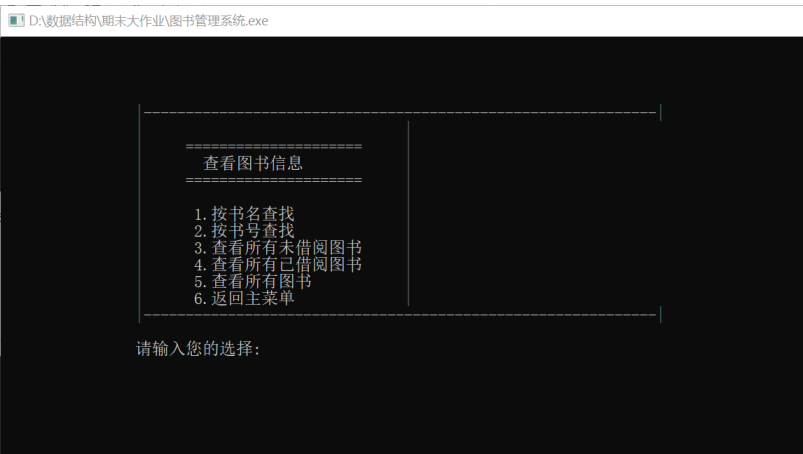 D:\数据结构\期末大作业\图书管理系统.exe
|--------------------------------------------------------------|
=====================
查看图书信息
=====================
1.按书名查找
2.按书号查找
3.查看所有未借阅图书
4.查看所有已借阅图书
5.查看所有图书
6.返回主菜单
|--------------------------------------------------------------|
请输入您的选择: